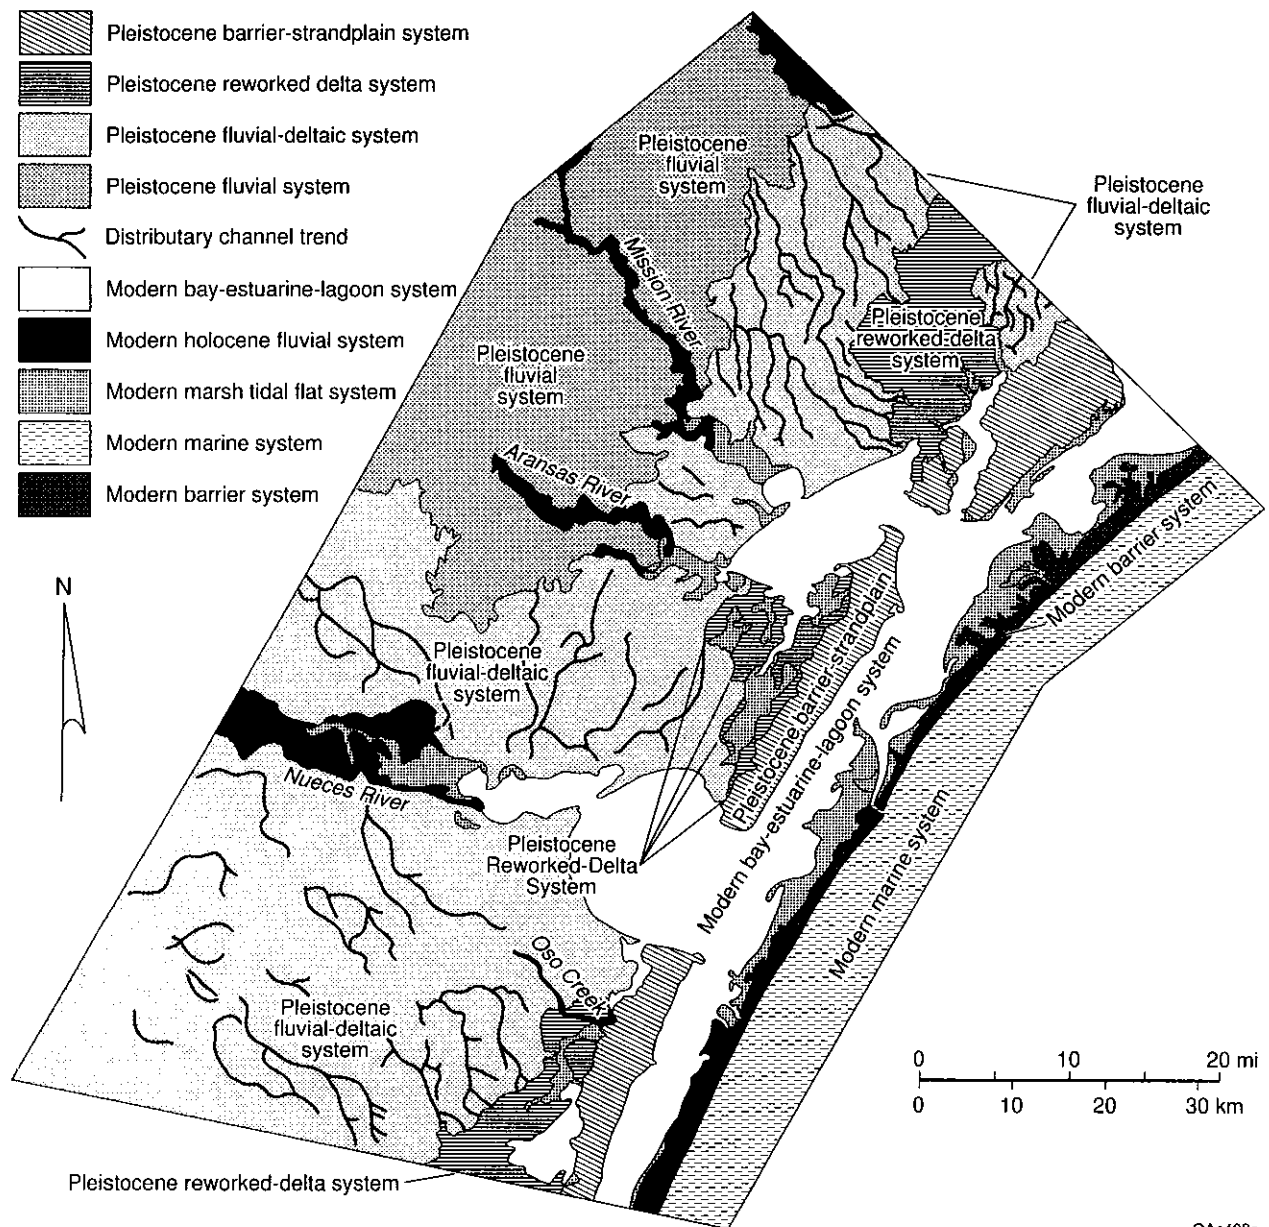 Pleistocene barrier-strandplain system
Pleistocene reworked delta system
Pleistocene fluvial-deltaic system
Pleistocene fluvial system
Distributary channel trend
Modern bay-estuarine-lagoon system
Modern holocene fluvial system
Modern marsh tidal flat system
Modern marine system
Modern barrier system
Pleistocene
fluvial
system
Pleistocene
fluvial-deltaic
system
Mission River
Pleistocene
reworked-delta
system
Pleistocene
fluvial
system
Aransas River
Modern barrier system
N
Pleistocene
fluvial-deltaic
system
Pleistocene barrier-strandplain
Modern bay-estuarine-lagoon system
Nueces River
Modern marine system
Pleistocene
Reworked-Delta
System
Oso Creek
Pleistocene
fluvial-deltaic
system
0 10 20 mi
0 10 20 30 km
Pleistocene reworked-delta system